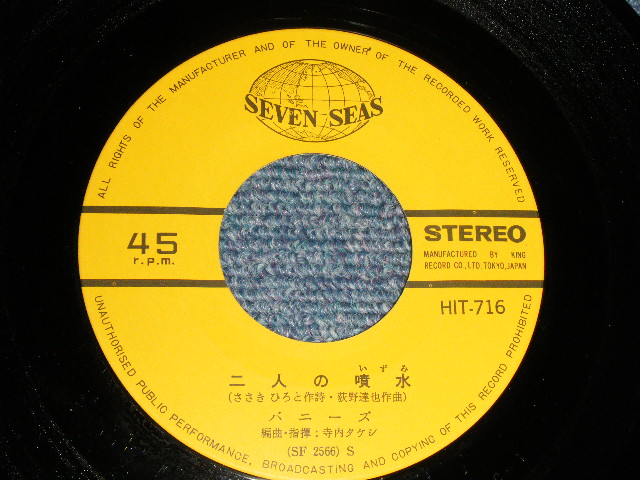 ALL RIGHTS OF THE MANUFACTURER AND OF THE OWNER OF THE RECORDED WORK RESERVED
SEVEN SEAS
45
r.p.m.
STEREO
MANUFACTURED BY KING
RECORD CO., LTD. TOKYO, JAPAN
HIT-716
いずみ
二人の噴水
(ささき ひろと作詩・荻野達也作曲)
バニーズ
編曲・指揮：寺内タケシ
(SF 2566) S
UNAUTHORISED PUBLIC PERFORMANCE, BROADCASTING AND COPYING OF THIS RECORD PROHIBITED